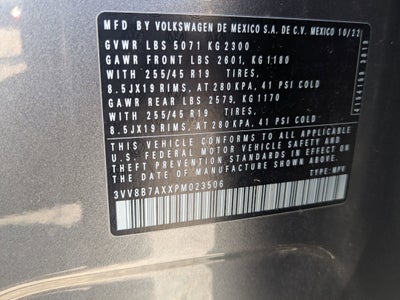 MFD BY VOLKSWAGEN DE MEXICO S.A. DE C.V. MEXICO 10/22
GVWR LBS 5071 KG 2300
GAWR FRONT LBS 2601, KG 1180
WITH 255/45 R19 TIRES,
8.5JX19 RIMS, AT 280 KPA, 41 PSI COLD
GAWR REAR LBS 2579, KG 1170
WITH 255/45 R19 TIRES,
8.5JX19 RIMS, AT 280 KPA, 41 PSI COLD
THIS VEHICLE CONFORMS TO ALL APPLICABLE
U.S. FEDERAL MOTOR VEHICLE SAFETY AND
THEFT PREVENTION STANDARDS IN EFFECT ON
THE DATE OF MANUFACTURE SHOWN ABOVE.
3VV8B7AXXPM023506
TYPE: MPV